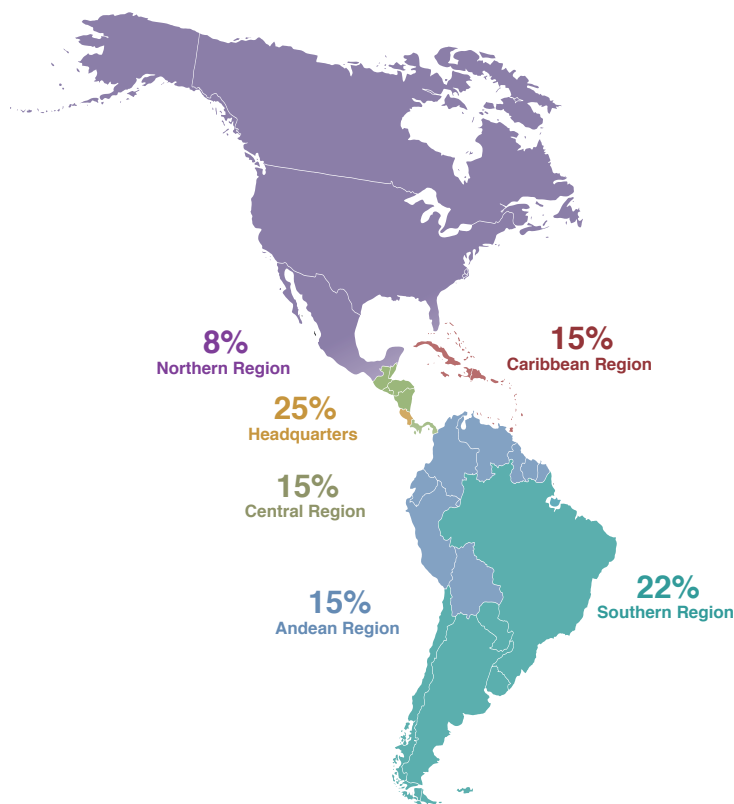 8%
Northern Region
15%
Caribbean Region
25%
Headquarters
15%
Central Region
15%
Andean Region
22%
Southern Region